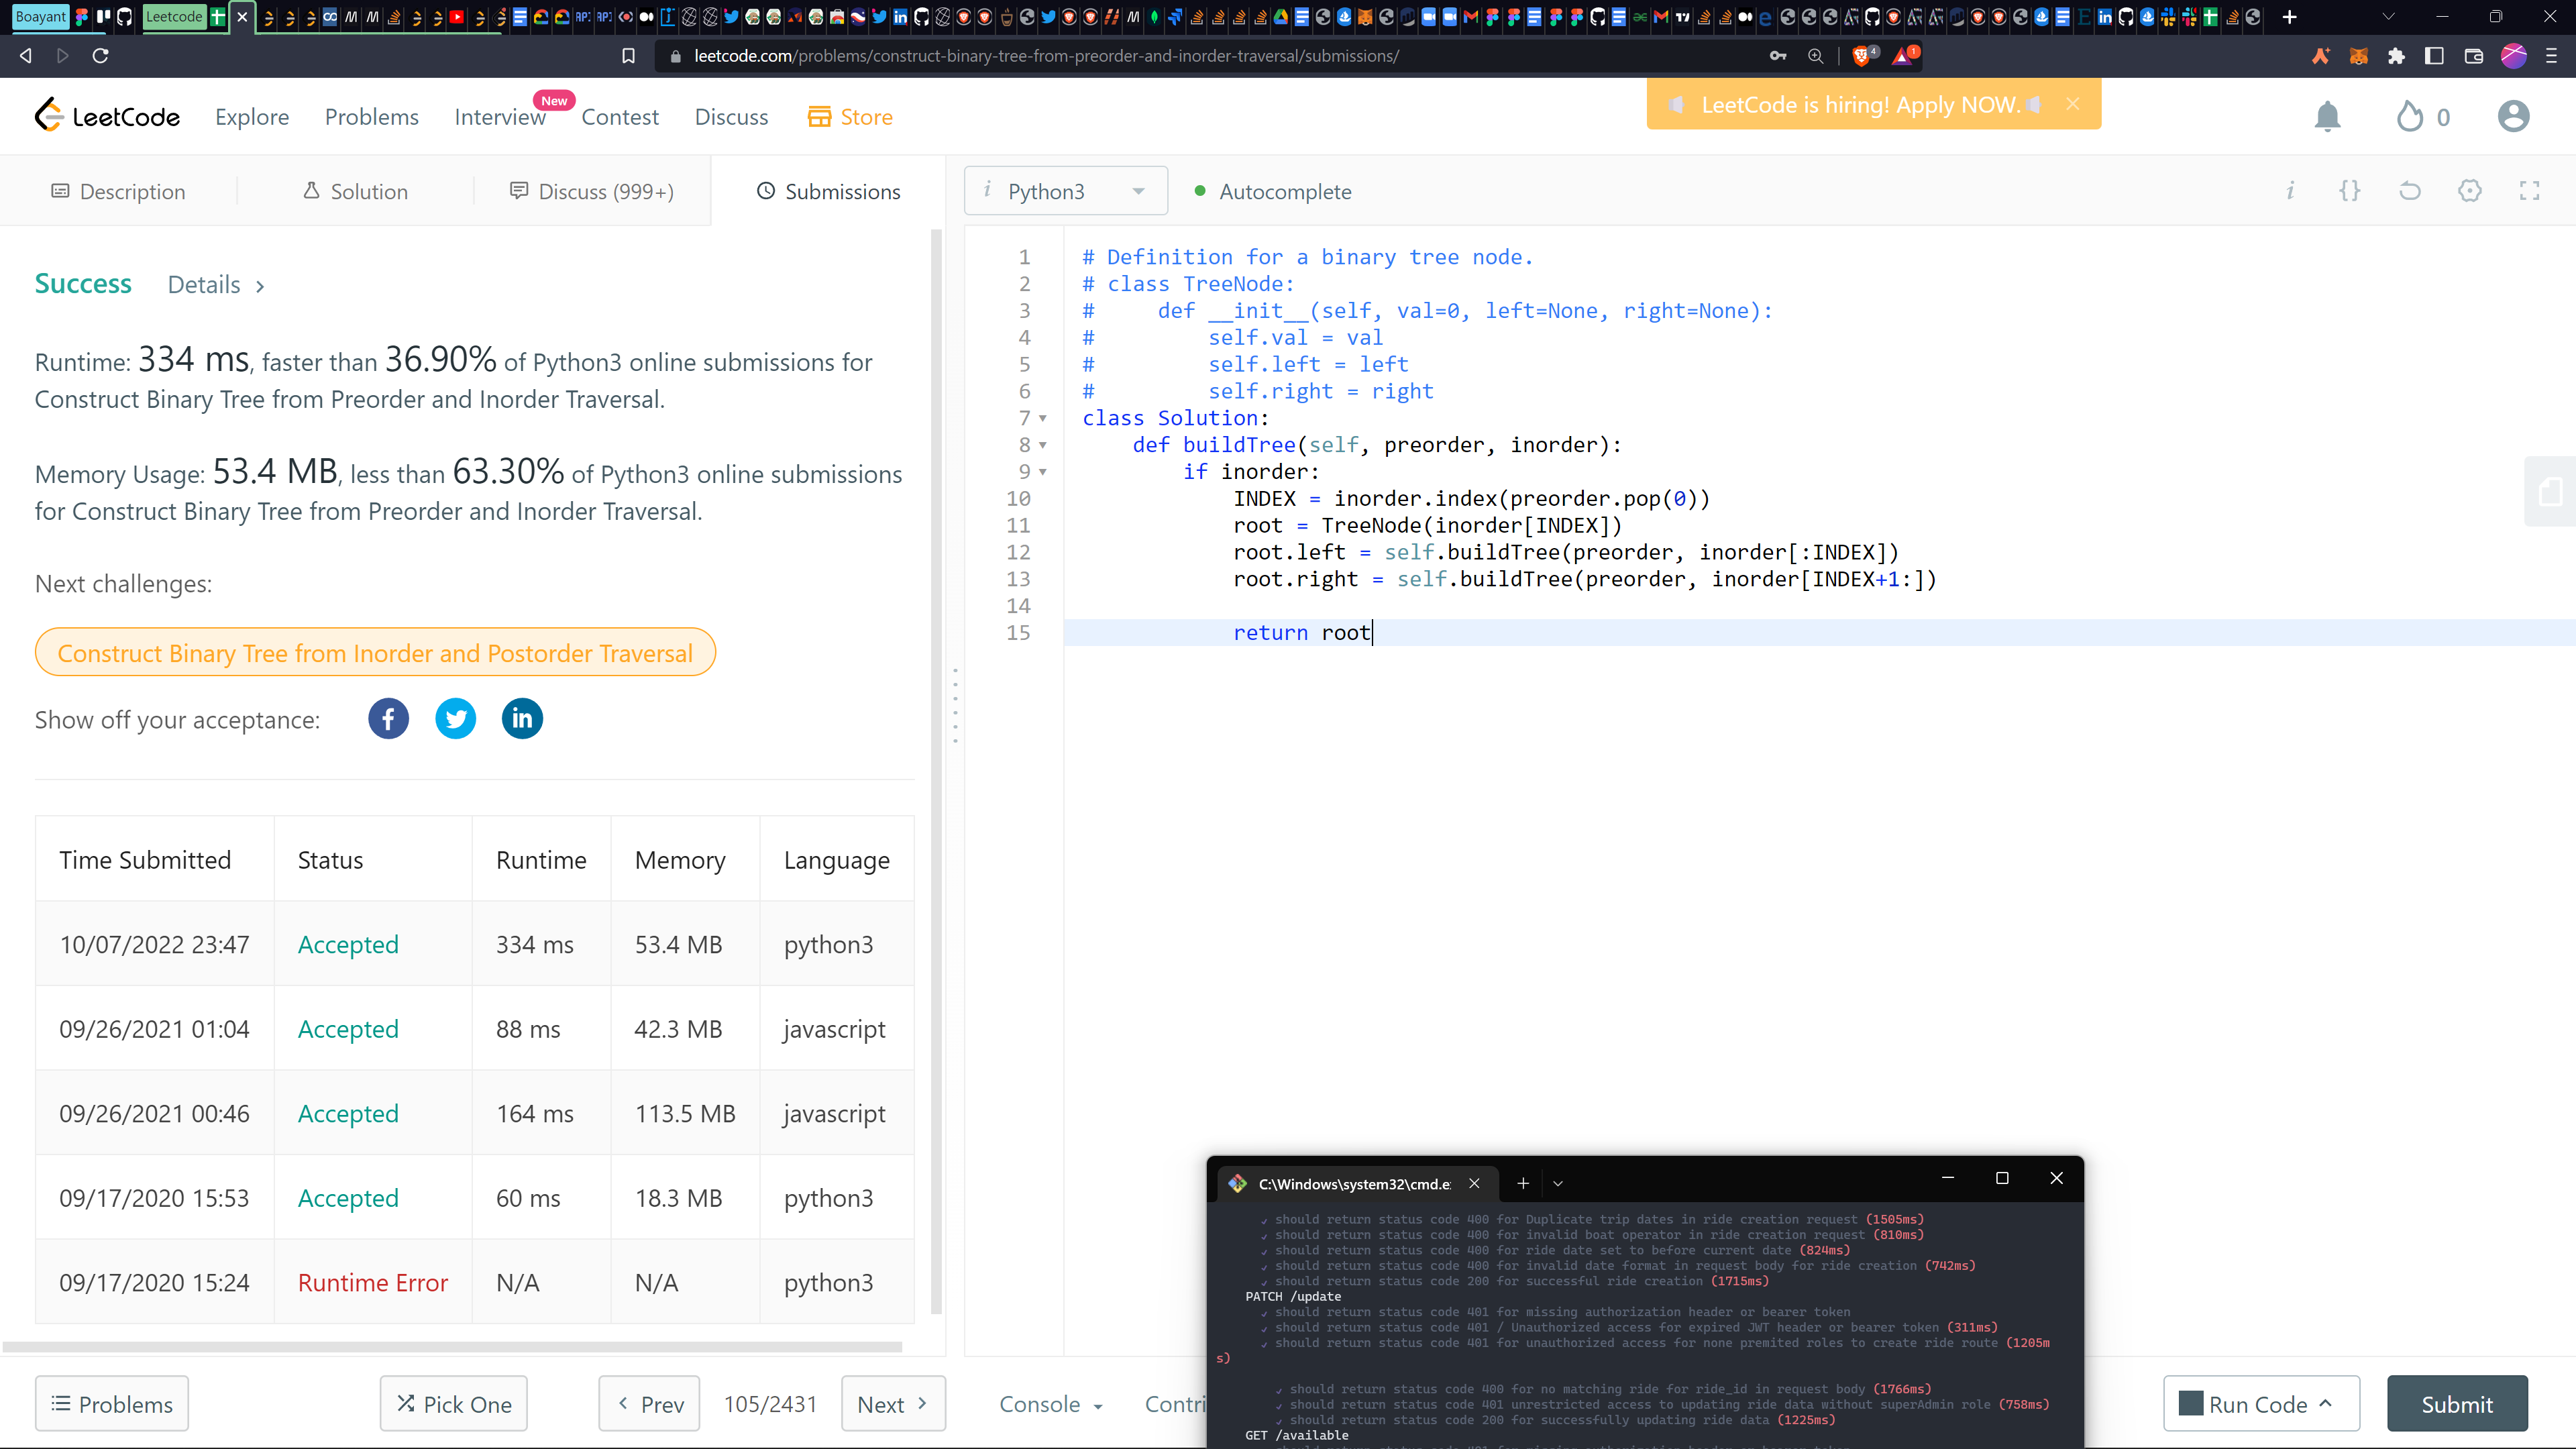 Boayant
Leetcode
leetcode.com/problems/construct-binary-tree-from-preorder-and-inorder-traversal/submissions/
4
1
LeetCode
Explore
Problems
Interview
New
Contest
Discuss
Store
LeetCode is hiring! Apply NOW.
0
Description
Solution
Discuss (999+)
Submissions
i Python3
Autocomplete
Success
Details
Runtime: 334 ms, faster than 36.90% of Python3 online submissions for
Construct Binary Tree from Preorder and Inorder Traversal.
Memory Usage: 53.4 MB, less than 63.30% of Python3 online submissions
for Construct Binary Tree from Preorder and Inorder Traversal.
Next challenges:
Construct Binary Tree from Inorder and Postorder Traversal
Show off your acceptance:
Time Submitted Status Runtime Memory Language
10/07/2022 23:47 Accepted 334 ms 53.4 MB python3
09/26/2021 01:04 Accepted 88 ms 42.3 MB javascript
09/26/2021 00:46 Accepted 164 ms 113.5 MB javascript
09/17/2020 15:53 Accepted 60 ms 18.3 MB python3
09/17/2020 15:24 Runtime Error N/A N/A python3
1 # Definition for a binary tree node.
2 # class TreeNode:
3 #     def __init__(self, val=0, left=None, right=None):
4 #         self.val = val
5 #         self.left = left
6 #         self.right = right
7 class Solution:
8     def buildTree(self, preorder, inorder):
9         if inorder:
10             INDEX = inorder.index(preorder.pop(0))
11             root = TreeNode(inorder[INDEX])
12             root.left = self.buildTree(preorder, inorder[:INDEX])
13             root.right = self.buildTree(preorder, inorder[INDEX+1:])
14
15             return root
C:\Windows\system32\cmd.e
✓ should return status code 400 for Duplicate trip dates in ride creation request (1505ms)
✓ should return status code 400 for invalid boat operator in ride creation request (810ms)
✓ should return status code 400 for ride date set to before current date (824ms)
✓ should return status code 400 for invalid date format in request body for ride creation (742ms)
✓ should return status code 200 for successful ride creation (1715ms)
PATCH /update
✓ should return status code 401 for missing authorization header or bearer token
✓ should return status code 401 / Unauthorized access for expired JWT header or bearer token (311ms)
✓ should return status code 401 for unauthorized access for none premited roles to create ride route (1205m
s)
✓ should return status code 400 for no matching ride for ride_id in request body (1766ms)
✓ should return status code 401 unrestricted access to updating ride data without superAdmin role (758ms)
✓ should return status code 200 for successfully updating ride data (1225ms)
GET /available
Problems
Pick One
Prev
105/2431
Next
Console
Contri
Run Code
Submit